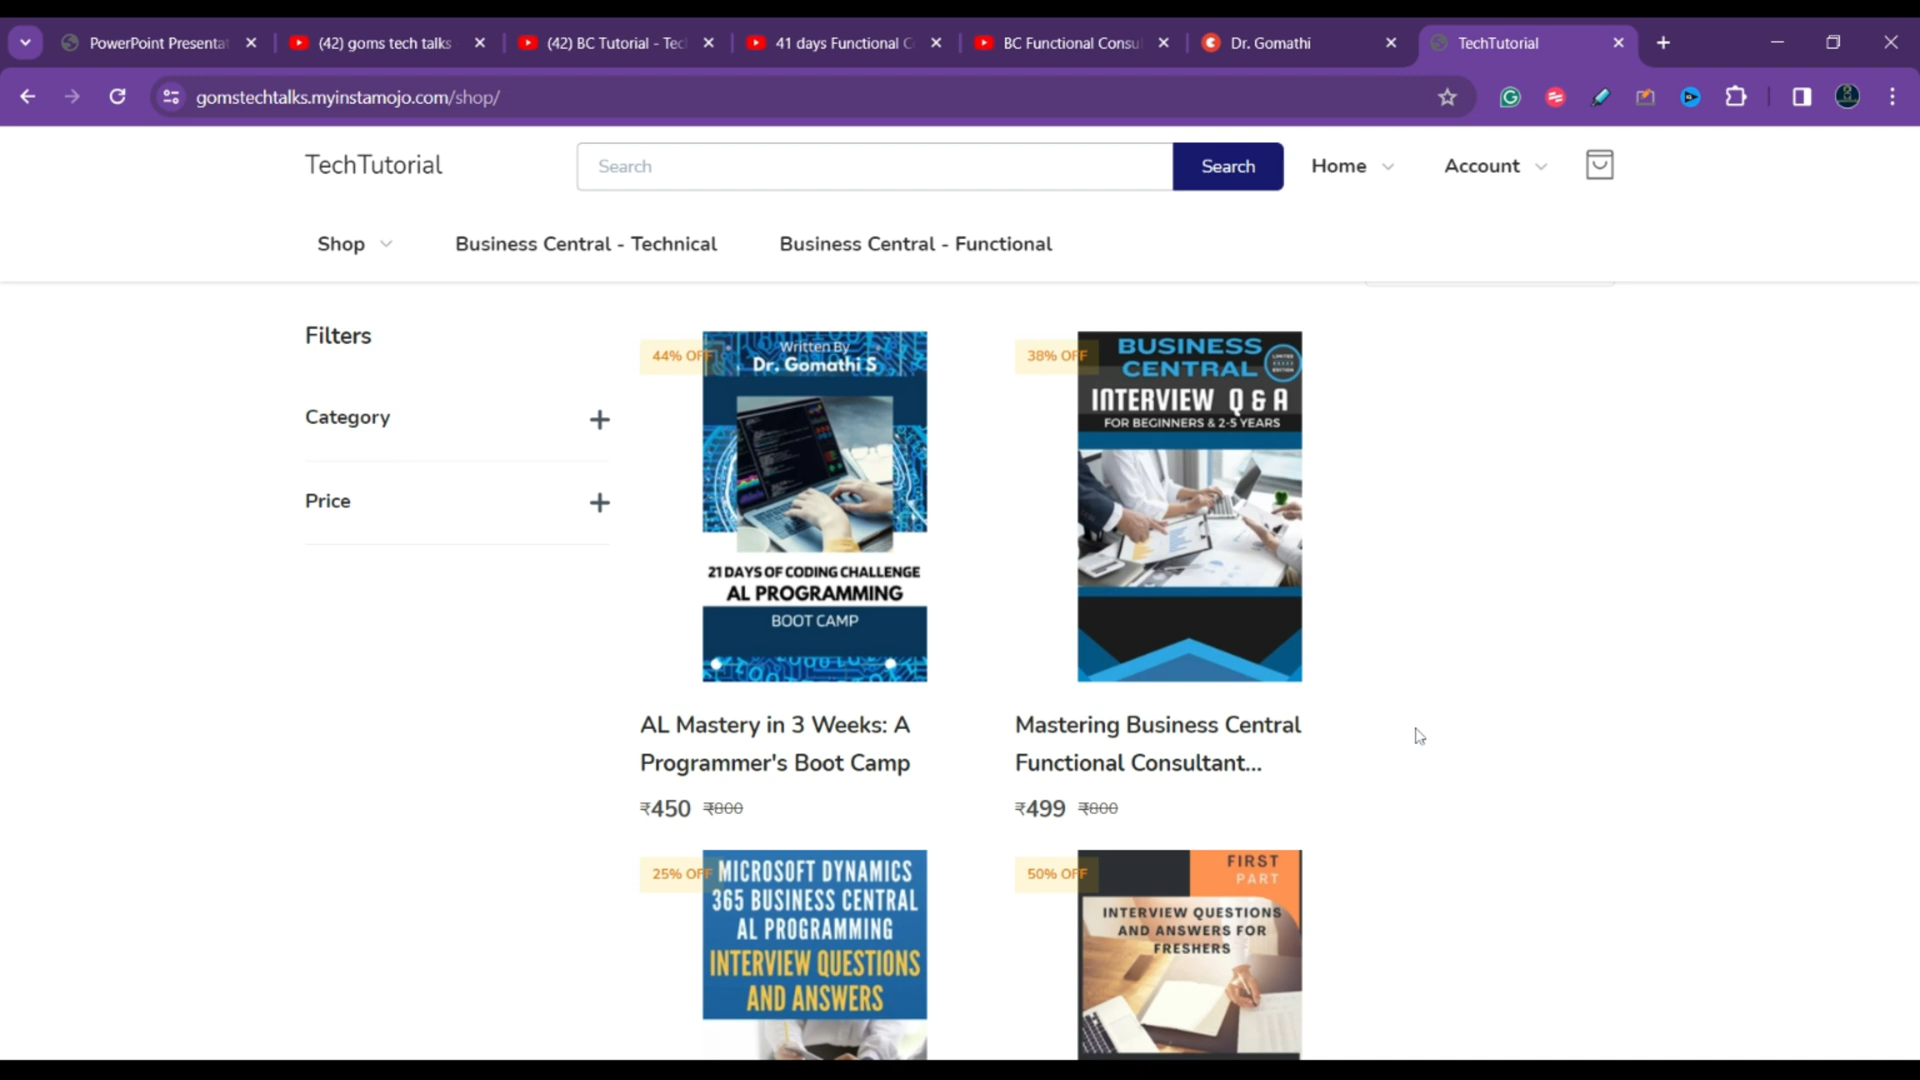 PowerPoint Presentat
(42) goms tech talks
(42) BC Tutorial - Tec
41 days Functional C
BC Functional Consu
Dr. Gomathi
TechTutorial
gomstechtalks.myinstamojo.com/shop/
TechTutorial
Search
Search
Home
Account
Shop
Business Central - Technical
Business Central - Functional
Filters
Category
Price
44% OFF
Written By
Dr. Gomathi S
21 DAYS OF CODING CHALLENGE
AL PROGRAMMING
BOOT CAMP
AL Mastery in 3 Weeks: A
Programmer's Boot Camp
₹450 ₹800
38% OFF
BUSINESS
CENTRAL
LIMITED
EDITION
INTERVIEW Q & A
FOR BEGINNERS & 2-5 YEARS
Mastering Business Central
Functional Consultant...
₹499 ₹800
25% OFF
MICROSOFT DYNAMICS
365 BUSINESS CENTRAL
AL PROGRAMMING
INTERVIEW QUESTIONS
AND ANSWERS
50% OFF
FIRST
PART
INTERVIEW QUESTIONS
AND ANSWERS FOR
FRESHERS